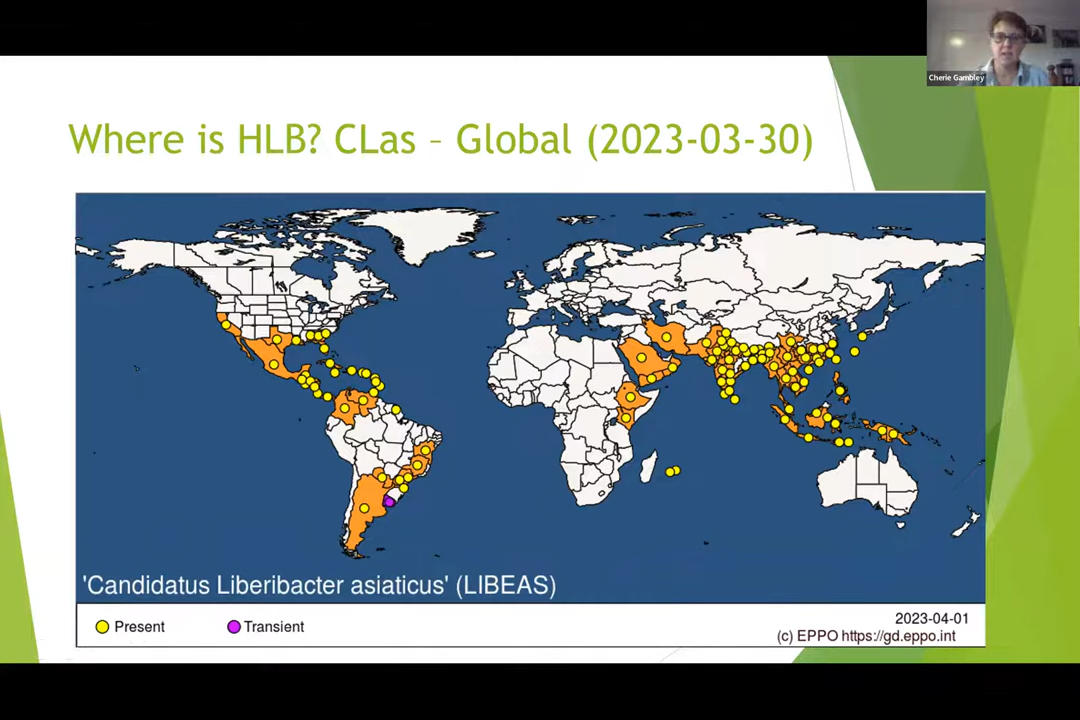 Cherie Gambley
Where is HLB? CLas – Global (2023-03-30)
'Candidatus Liberibacter asiaticus' (LIBEAS)
Present
Transient
2023-04-01
(c) EPPO https://gd.eppo.int